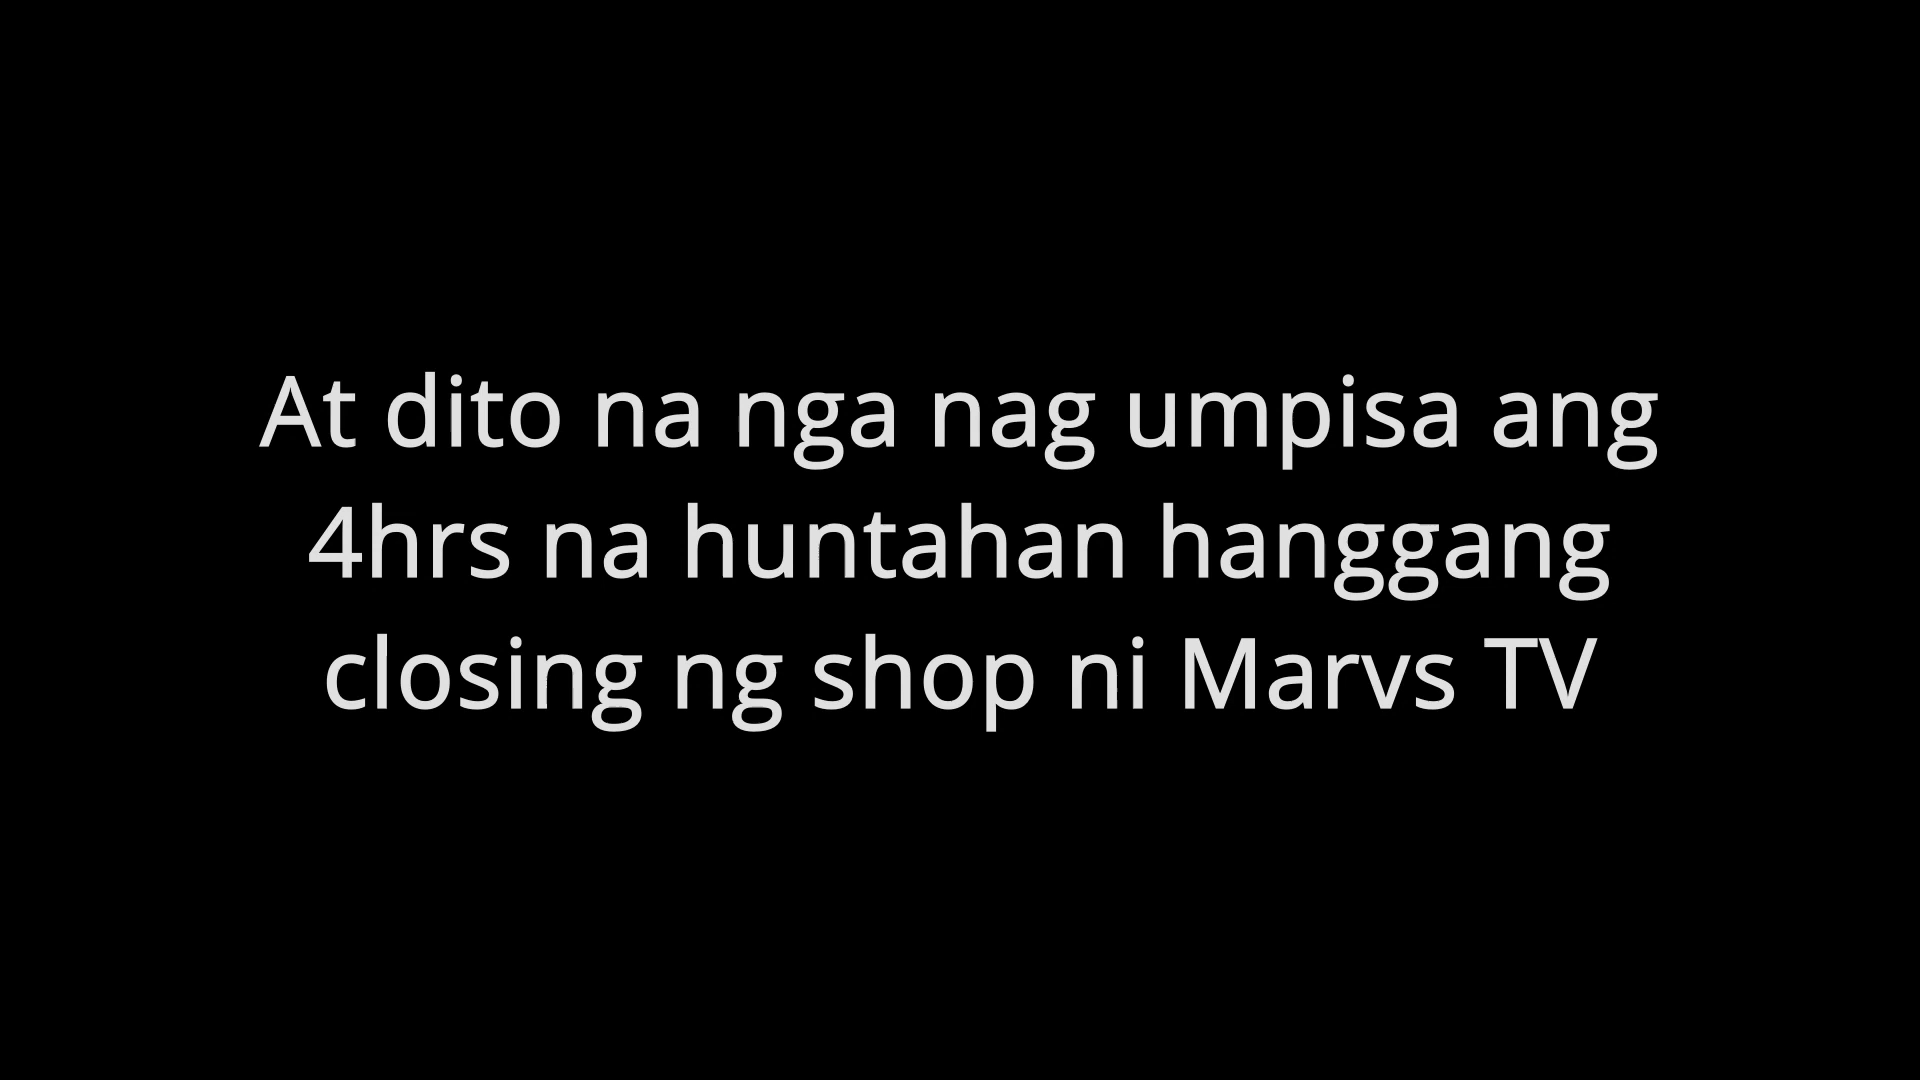 At dito na nga nag umpisa ang
4hrs na huntahan hanggang
closing ng shop ni Marvs TV